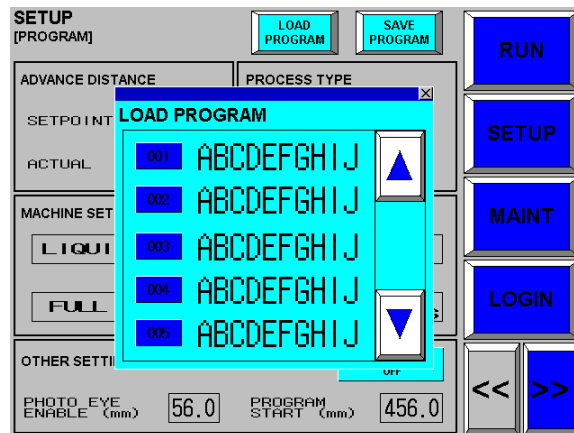 SETUP
[PROGRAM]
LOAD
PROGRAM
SAVE
PROGRAM
RUN
ADVANCE DISTANCE
PROCESS TYPE
SETPOINT
ACTUAL
LOAD PROGRAM
001 ABCDEFGHIJ
002 ABCDEFGHIJ
003 ABCDEFGHIJ
004 ABCDEFGHIJ
005 ABCDEFGHIJ
SETUP
MAINT
LOGIN
MACHINE SET
LIQUI
FULL
OTHER SETTI
OFF
PHOTO EYE
ENABLE (mm)
56.0
PROGRAM
START (mm)
456.0
<< >>